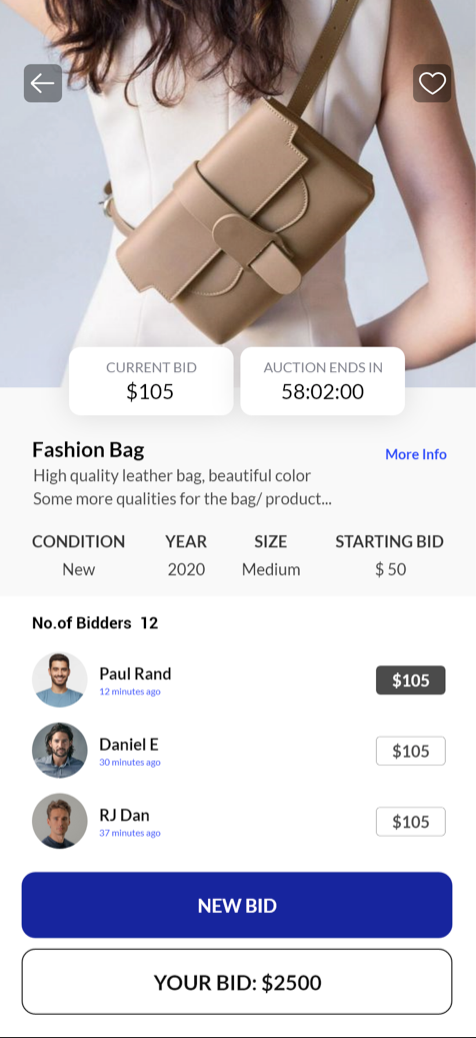 CURRENT BID
$105
AUCTION ENDS IN
58:02:00
Fashion Bag
More Info
High quality leather bag, beautiful color
Some more qualities for the bag/ product...
CONDITION YEAR SIZE STARTING BID
New 2020 Medium $ 50
No.of Bidders 12
Paul Rand
12 minutes ago
$105
Daniel E
30 minutes ago
$105
RJ Dan
37 minutes ago
$105
NEW BID
YOUR BID: $2500